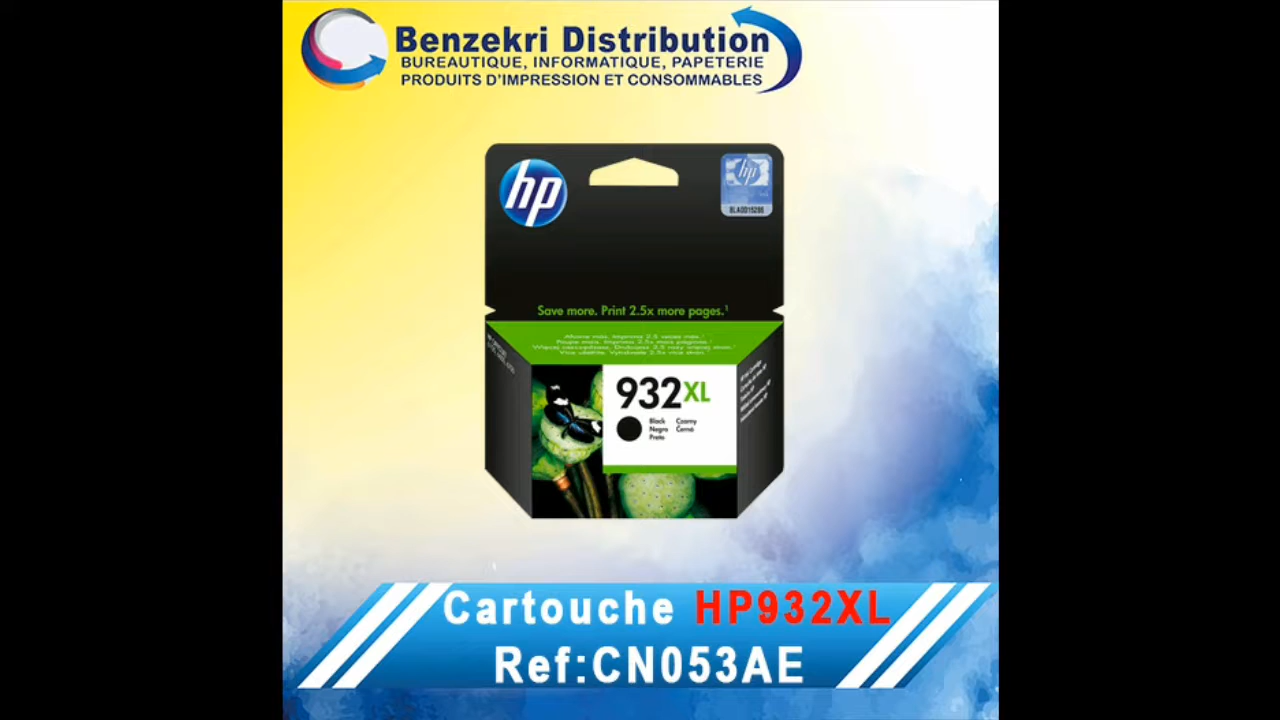 Benzekri Distribution
BUREAUTIQUE, INFORMATIQUE, PAPETERIE
PRODUITS D'IMPRESSION ET CONSOMMABLES
hp
hp
Save more. Print 2.5x more pages.¹
932XL
Black Czarny
Negro Černá
Preto
Cartouche HP932XL
Ref:CN053AE